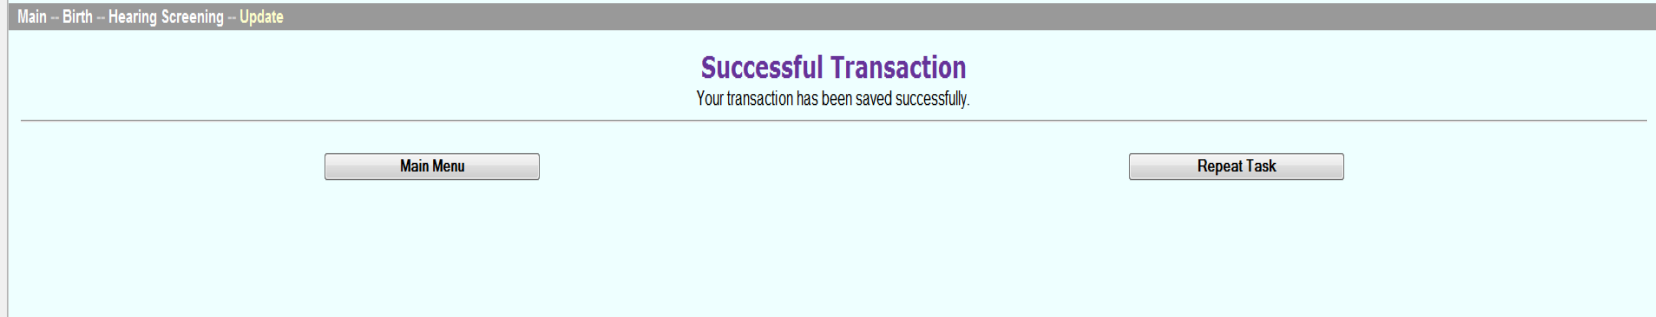 Main -- Birth -- Hearing Screening -- Update
Successful Transaction
Your transaction has been saved successfully.
Main Menu
Repeat Task